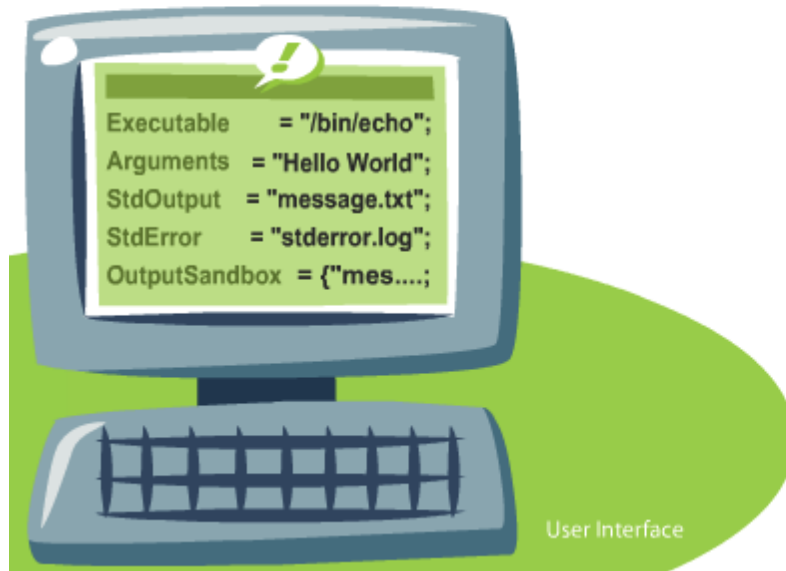 !
Executable = "/bin/echo";
Arguments = "Hello World";
StdOutput = "message.txt";
StdError = "stderror.log";
OutputSandbox = {"mes....;
User Interface